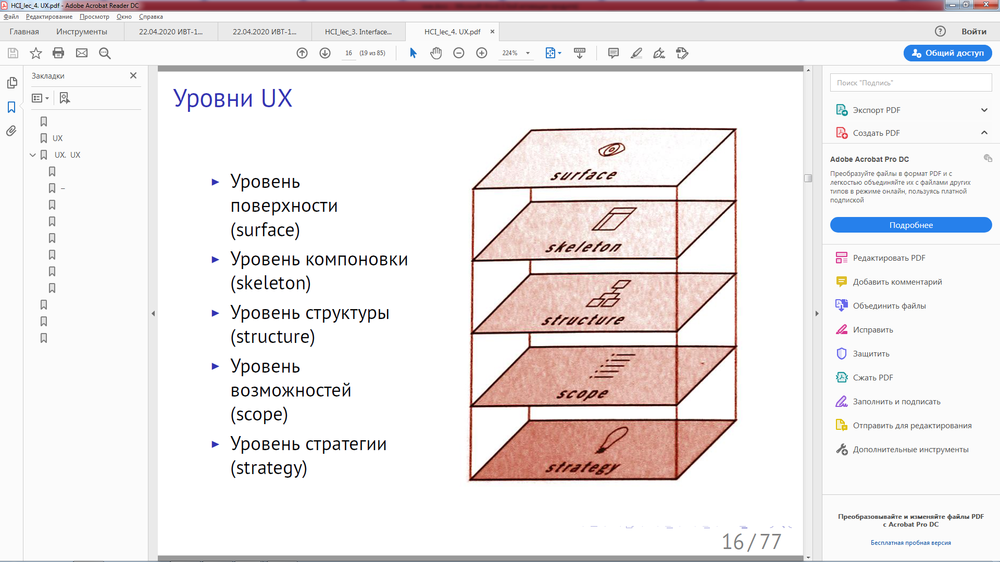 HCI_lec_4. UX.pdf - Adobe Acrobat Reader DC
Файл Редактирование Просмотр Окно Справка
Главная Инструменты 22.04.2020 ИВТ-1... 22.04.2020 ИВТ-1... HCI_lec_3. Interface... HCI_lec_4. UX.pdf Войти
16 (19 из 85) 224% Общий доступ
Закладки
UX
UX. UX
–
Уровни UX
Уровень
поверхности
(surface)
Уровень компоновки
(skeleton)
Уровень структуры
(structure)
Уровень
возможностей
(scope)
Уровень стратегии
(strategy)
surface
skeleton
structure
scope
strategy
16/77
Поиск "Подпись"
Экспорт PDF
Создать PDF
Adobe Acrobat Pro DC
Преобразуйте файлы в формат PDF и с
легкостью объединяйте их с файлами других
типов в режиме онлайн, пользуясь платной
подпиской
Подробнее
Редактировать PDF
Добавить комментарий
Объединить файлы
Исправить
Защитить
Сжать PDF
Заполнить и подписать
Отправить для редактирования
Дополнительные инструменты
Преобразовывайте и изменяйте файлы PDF
с Acrobat Pro DC
Бесплатная пробная версия